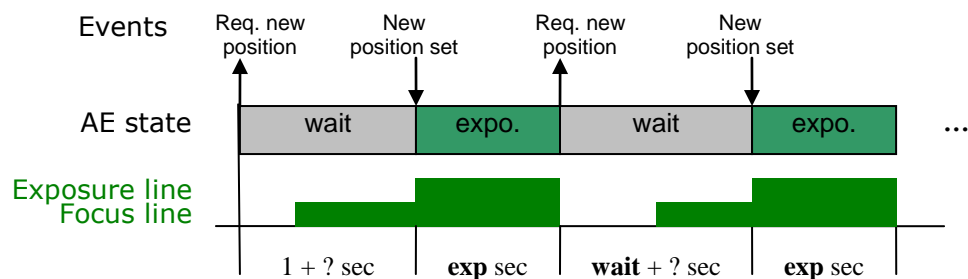 Events
Req. new
position
New
position set
Req. new
position
New
position set
AE state
wait
expo.
wait
expo.
...
Exposure line
Focus line
1 + ? sec
exp sec
wait + ? sec
exp sec